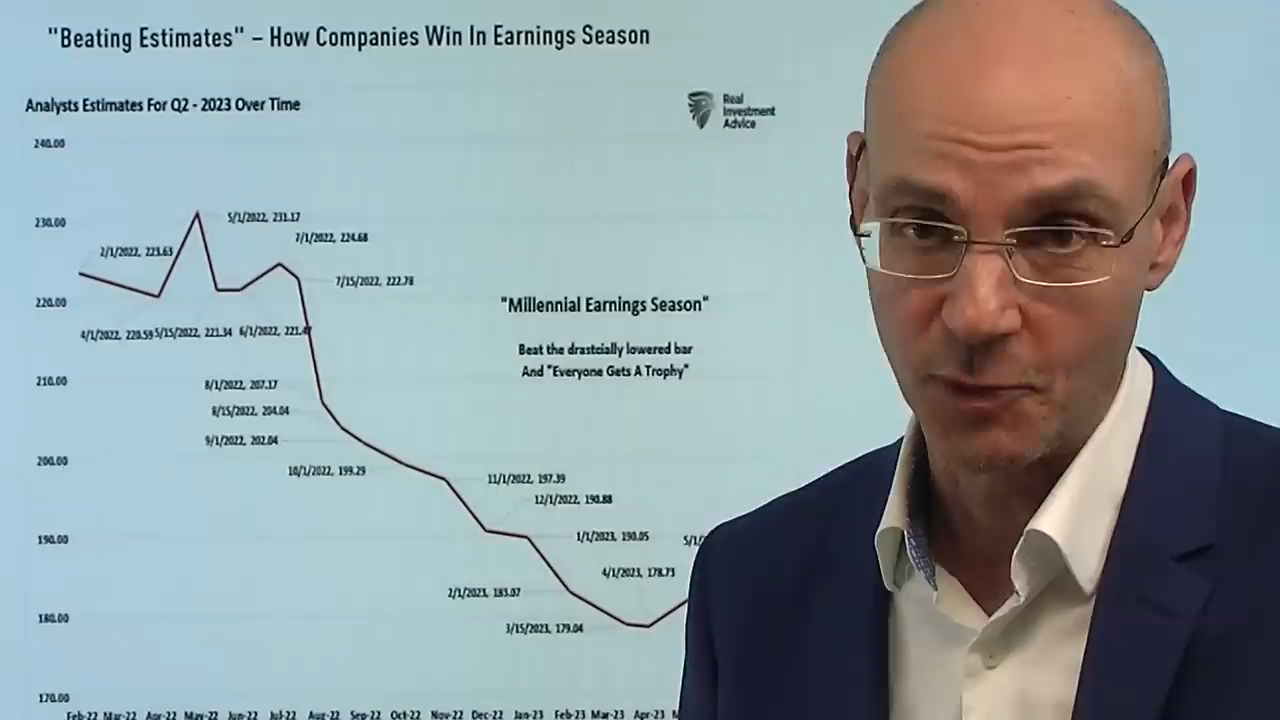 "Beating Estimates" – How Companies Win In Earnings Season
Analysts Estimates For Q2 - 2023 Over Time
Real
Investment
Advice
240.00
230.00
220.00
210.00
200.00
190.00
180.00
170.00
2/1/2022, 223.63
5/1/2022, 231.17
7/1/2022, 224.68
7/15/2022, 222.78
4/1/2022, 220.59
5/15/2022, 221.34
6/1/2022, 221.47
"Millennial Earnings Season"
Beat the drastcially lowered bar
And "Everyone Gets A Trophy"
8/1/2022, 207.17
8/15/2022, 204.04
9/1/2022, 202.04
10/1/2022, 199.29
11/1/2022, 197.39
12/1/2022, 190.88
1/1/2023, 190.05
5/1/
4/1/2023, 178.73
2/1/2023, 183.07
3/15/2023, 179.04
Feb-22 Mar-22 Apr-22 May-22 Jun-22 Jul-22 Aug-22 Sep-22 Oct-22 Nov-22 Dec-22 Jan-23 Feb-23 Mar-23 Apr-23